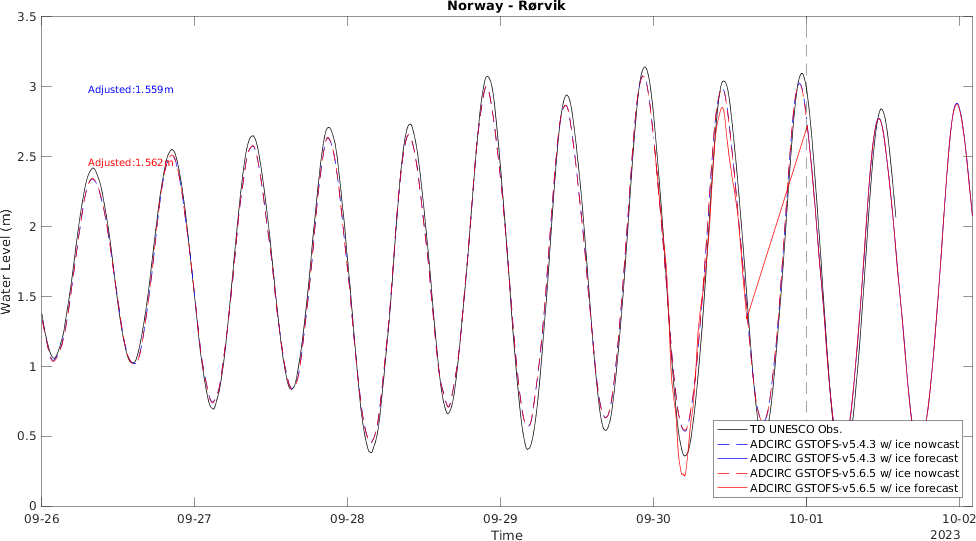 Norway - Rørvik
3.5
3
2.5
2
1.5
1
0.5
0
Water Level (m)
Adjusted:1.559m
Adjusted:1.562 m
TD UNESCO Obs.
ADCIRC GSTOFS-v5.4.3 w/ ice nowcast
ADCIRC GSTOFS-v5.4.3 w/ ice forecast
ADCIRC GSTOFS-v5.6.5 w/ ice nowcast
ADCIRC GSTOFS-v5.6.5 w/ ice forecast
09-26 09-27 09-28 09-29 09-30 10-01 10-02
Time
2023